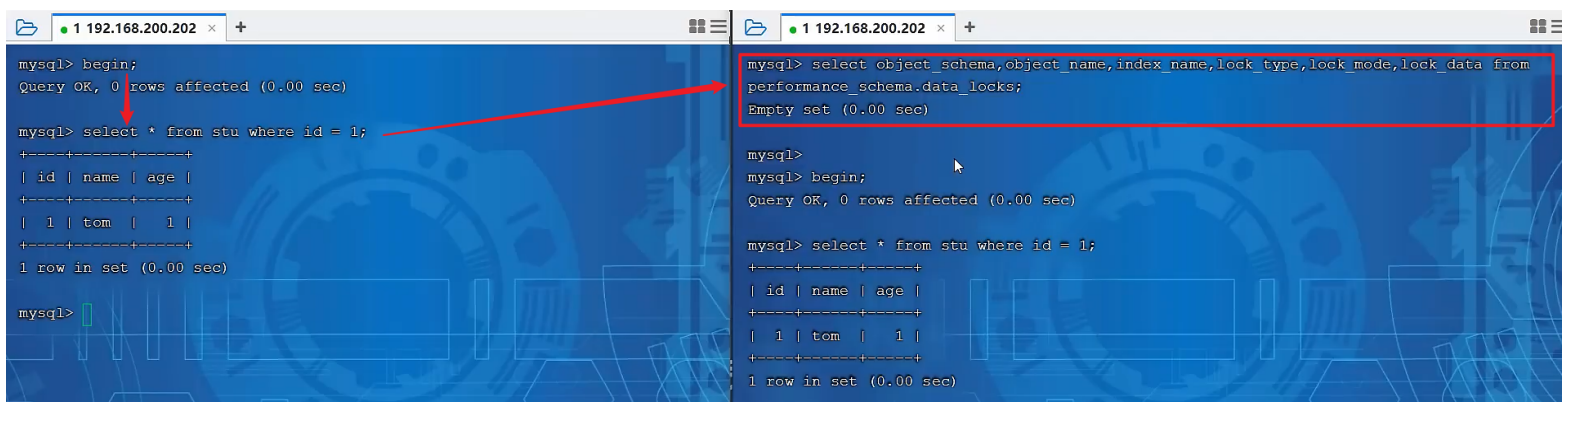 1 192.168.200.202 × +
mysql> begin;
Query OK, 0 rows affected (0.00 sec)
mysql> select * from stu where id = 1;
+----+------+-----+
| id | name | age |
+----+------+-----+
| 1 | tom | 1 |
+----+------+-----+
1 row in set (0.00 sec)
mysql>
1 192.168.200.202 × +
mysql> select object_schema,object_name,index_name,lock_type,lock_mode,lock_data from
performance_schema.data_locks;
Empty set (0.00 sec)
mysql>
mysql> begin;
Query OK, 0 rows affected (0.00 sec)
mysql> select * from stu where id = 1;
+----+------+-----+
| id | name | age |
+----+------+-----+
| 1 | tom | 1 |
+----+------+-----+
1 row in set (0.00 sec)